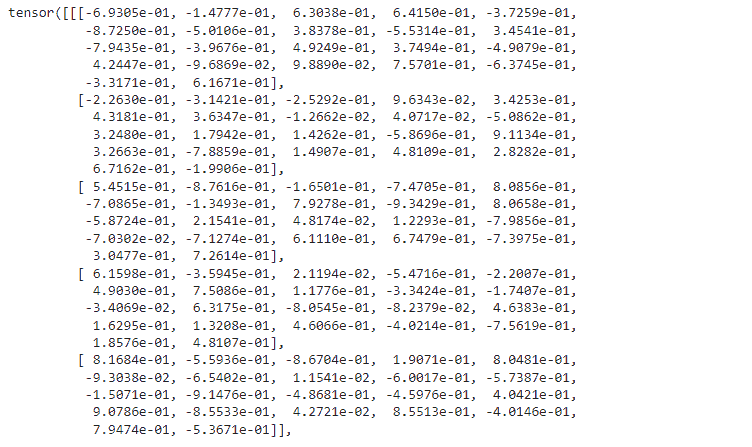 tensor([[[-6.9305e-01, -1.4777e-01,  6.3038e-01,  6.4150e-01, -3.7259e-01,
          -8.7250e-01, -5.0106e-01,  3.8378e-01, -5.5314e-01,  3.4541e-01,
          -7.9435e-01, -3.9676e-01,  4.9249e-01,  3.7494e-01, -4.9079e-01,
           4.2447e-01, -9.6869e-02,  9.8890e-02,  7.5701e-01, -6.3745e-01,
          -3.3171e-01,  6.1671e-01],
         [-2.2630e-01, -3.1421e-01, -2.5292e-01,  9.6343e-02,  3.4253e-01,
           4.3181e-01,  3.6347e-01, -1.2662e-02,  4.0717e-02, -5.0862e-01,
           3.2480e-01,  1.7942e-01,  1.4262e-01, -5.8696e-01,  9.1134e-01,
           3.2663e-01, -7.8859e-01,  1.4907e-01,  4.8109e-01,  2.8282e-01,
           6.7162e-01, -1.9906e-01],
         [ 5.4515e-01, -8.7616e-01, -1.6501e-01, -7.4705e-01,  8.0856e-01,
          -7.0865e-01, -1.3493e-01,  7.9278e-01, -9.3429e-01,  8.0658e-01,
          -5.8724e-01,  2.1541e-01,  4.8174e-02,  1.2293e-01, -7.9856e-01,
          -7.0302e-02, -7.1274e-01,  6.1110e-01,  6.7479e-01, -7.3975e-01,
           3.0477e-01,  7.2614e-01],
         [ 6.1598e-01, -3.5945e-01,  2.1194e-02, -5.4716e-01, -2.2007e-01,
           4.9030e-01,  7.5086e-01,  1.1776e-01, -3.3424e-01, -1.7407e-01,
          -3.4069e-02,  6.3175e-01, -8.0545e-01, -8.2379e-02,  4.6383e-01,
           1.6295e-01,  1.3208e-01,  4.6066e-01, -4.0214e-01, -7.5619e-01,
           1.8576e-01,  4.8107e-01],
         [ 8.1684e-01, -5.5936e-01, -8.6704e-01,  1.9071e-01,  8.0481e-01,
          -9.3038e-02, -6.5402e-01,  1.1541e-02, -6.0017e-01, -5.7387e-01,
          -1.5071e-01, -9.1476e-01, -4.8681e-01, -4.5976e-01,  4.0421e-01,
           9.0786e-01, -8.5533e-01,  4.2721e-02,  8.5513e-01, -4.0146e-01,
           7.9474e-01, -5.3671e-01]],